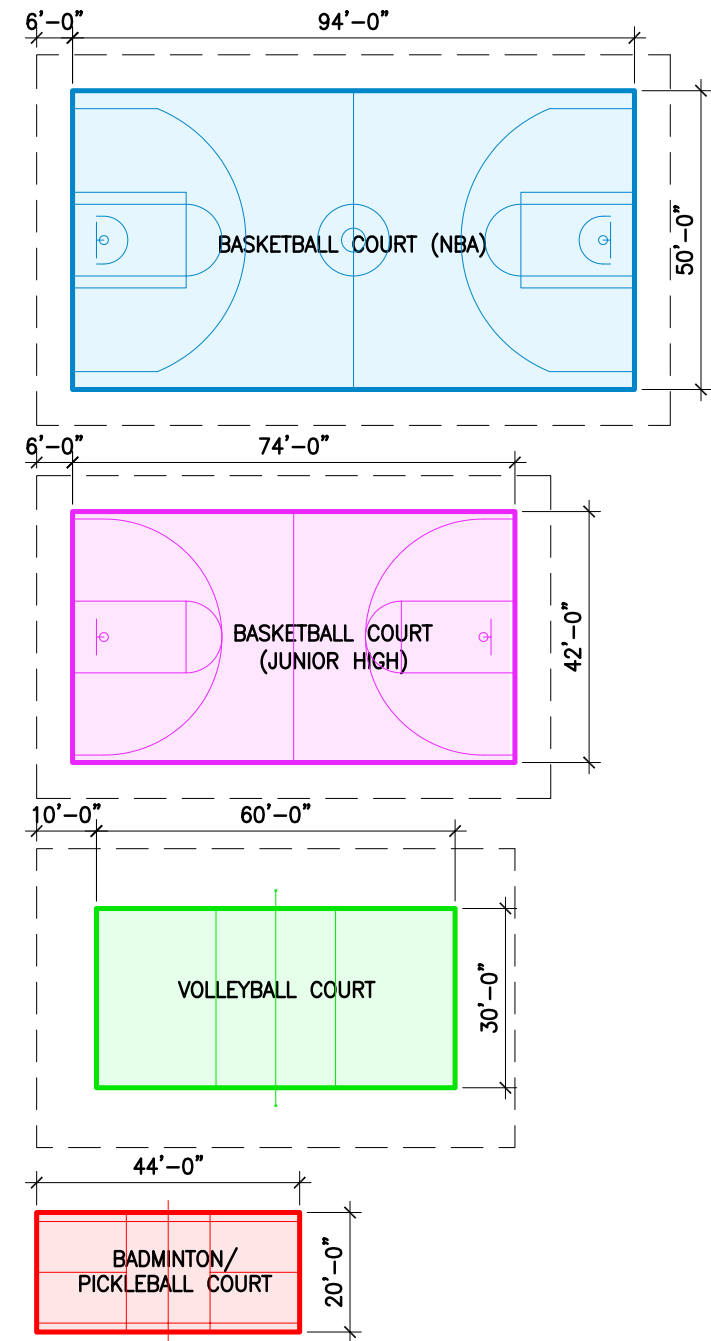 6'-0" 94'-0"
BASKETBALL COURT (NBA)
50'-0"
6'-0" 74'-0"
BASKETBALL COURT
(JUNIOR HIGH)
42'-0"
10'-0" 60'-0"
VOLLEYBALL COURT
30'-0"
44'-0"
BADMINTON/
PICKLEBALL COURT
20'-0"